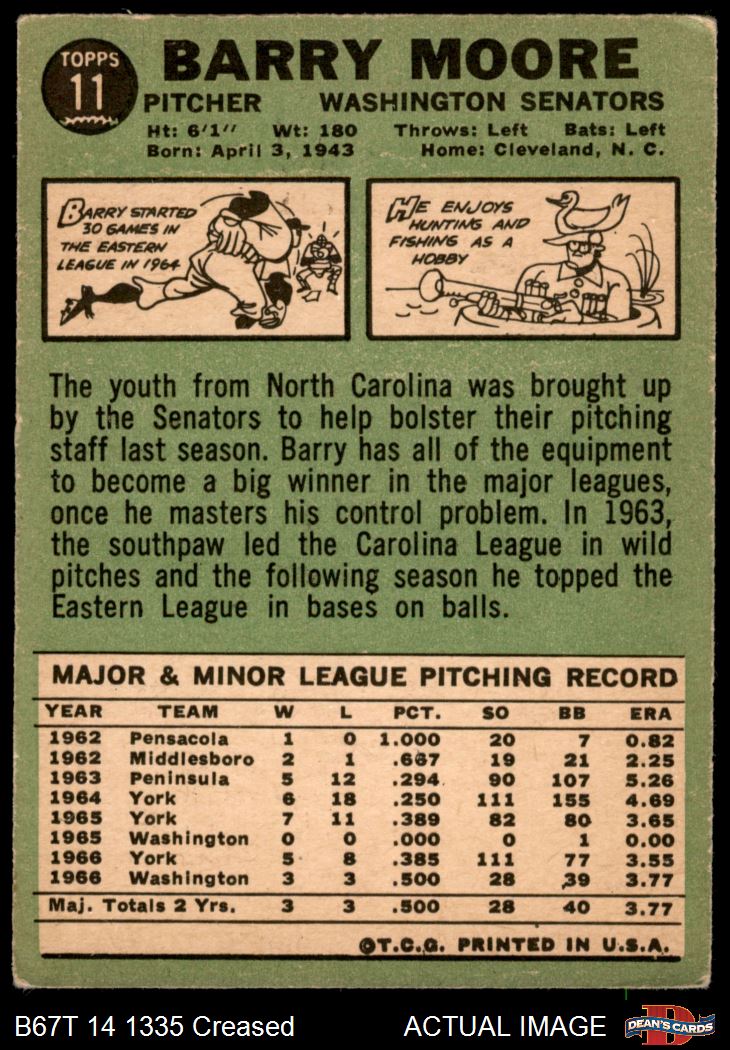 TOPPS
11
BARRY MOORE
PITCHER WASHINGTON SENATORS
Ht: 6'1" Wt: 180 Throws: Left Bats: Left
Born: April 3, 1943 Home: Cleveland, N. C.
BARRY STARTED
30 GAMES IN
THE EASTERN
LEAGUE IN 1964
HE ENJOYS
HUNTING AND
FISHING AS A
HOBBY
The youth from North Carolina was brought up
by the Senators to help bolster their pitching
staff last season. Barry has all of the equipment
to become a big winner in the major leagues,
once he masters his control problem. In 1963,
the southpaw led the Carolina League in wild
pitches and the following season he topped the
Eastern League in bases on balls.
MAJOR & MINOR LEAGUE PITCHING RECORD
YEAR TEAM W L PCT. SO BB ERA
1962 Pensacola 1 0 1.000 20 7 0.82
1962 Middlesboro 2 1 .667 19 21 2.25
1963 Peninsula 5 12 .294 90 107 5.26
1964 York 6 18 .250 111 155 4.69
1965 York 7 11 .389 82 80 3.65
1965 Washington 0 0 .000 0 1 0.00
1966 York 5 8 .385 111 77 3.55
1966 Washington 3 3 .500 28 39 3.77
Maj. Totals 2 Yrs. 3 3 .500 28 40 3.77
©T.C.G. PRINTED IN U.S.A.
B67T 14 1335 Creased ACTUAL IMAGE
DEAN'S CARDS